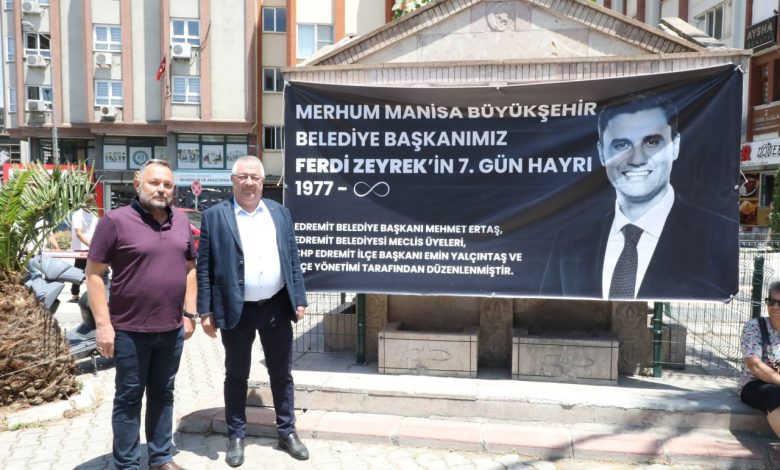 MERHUM MANİSA BÜYÜKŞEHİR
BELEDİYE BAŞKANIMIZ
FERDİ ZEYREK'İN 7. GÜN HAYRI
1977 - ∞
EDREMİT BELEDİYE BAŞKANI MEHMET ERTAŞ,
EDREMİT BELEDİYESİ MECLİS ÜYELERİ,
CHP EDREMİT İLÇE BAŞKANI EMİN YALÇINTAŞ VE
İLÇE YÖNETİMİ TARAFINDAN DÜZENLENMİŞTİR.
AYSHA